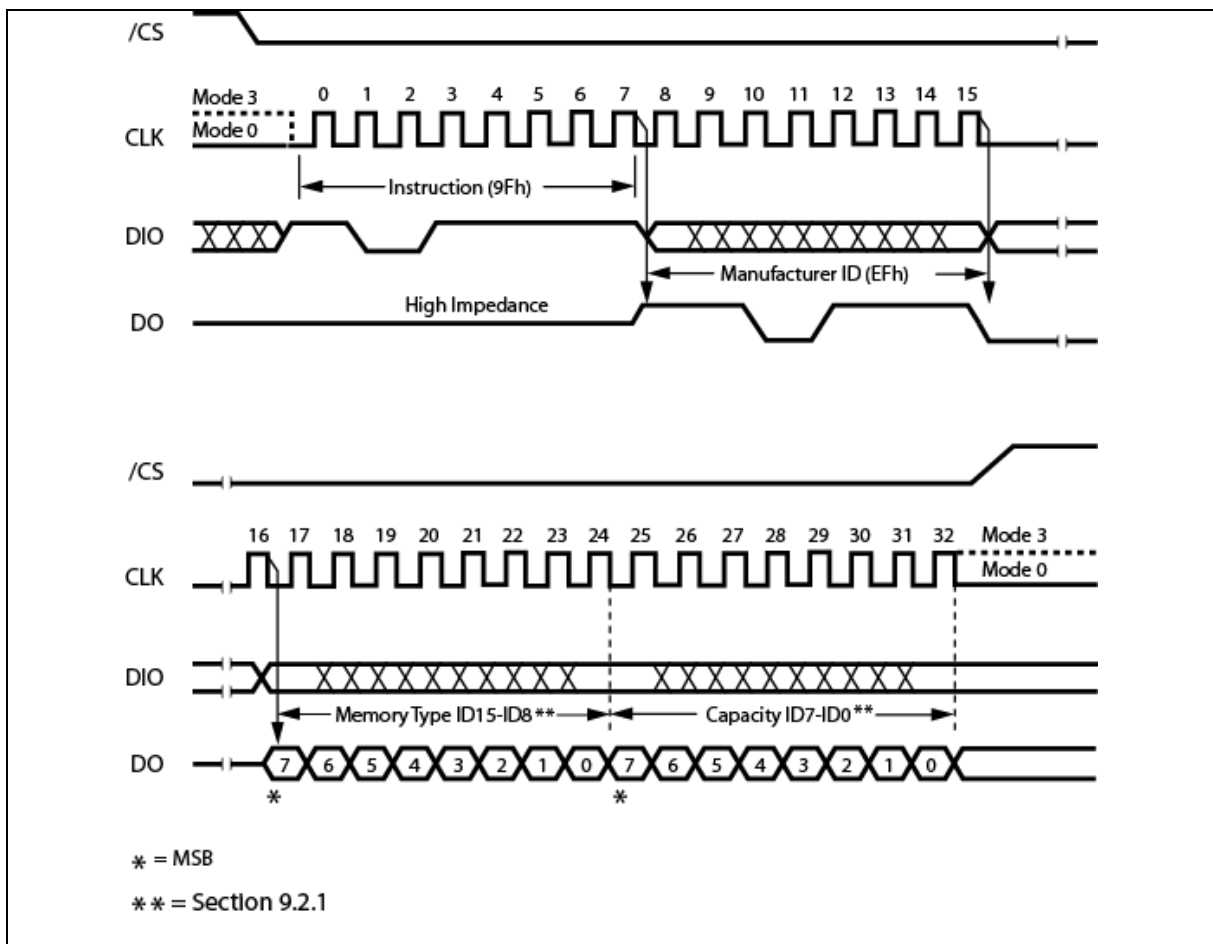 /CS
Mode 3
0 1 2 3 4 5 6 7 8 9 10 11 12 13 14 15
CLK
Mode 0
Instruction (9Fh)
DIO
Manufacturer ID (EFh)
High Impedance
DO
/CS
16 17 18 19 20 21 22 23 24 25 26 27 28 29 30 31 32
Mode 3
CLK
Mode 0
DIO
Memory Type ID15-ID8**
Capacity ID7-ID0**
DO
7 6 5 4 3 2 1 0 7 6 5 4 3 2 1 0
* *
* = MSB
** = Section 9.2.1